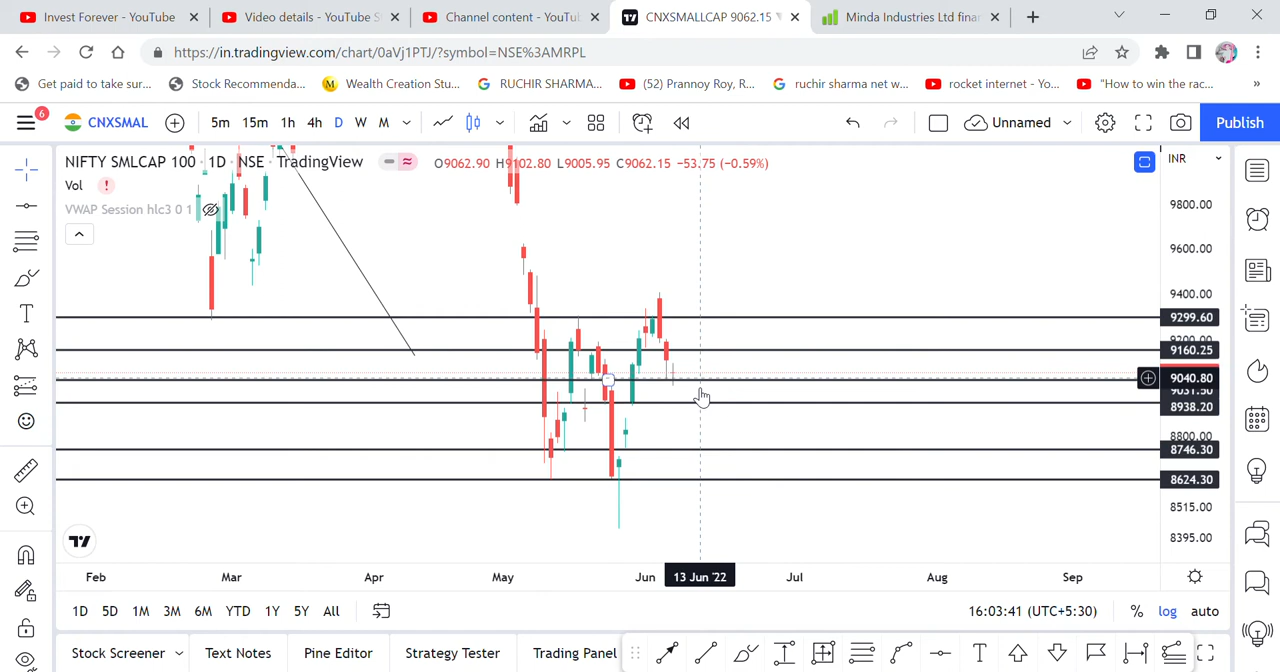 Invest Forever - YouTube
Video details - YouTube S
Channel content - YouTu
CNXSMALLCAP 9062.15
Minda Industries Ltd fina
https://in.tradingview.com/chart/0aVj1PTJ/?symbol=NSE%3AMRPL
Get paid to take sur...
Stock Recommenda...
Wealth Creation Stu...
RUCHIR SHARMA...
(52) Prannoy Roy, R...
ruchir sharma net w...
rocket internet - Yo...
"How to win the rac...
»
6
CNXSMAL
5m 15m 1h 4h D W M
Unnamed
Publish
NIFTY SMLCAP 100 · 1D · NSE · TradingView
O9062.90 H9102.80 L9005.95 C9062.15 −53.75 (−0.59%)
INR
Vol
VWAP Session hlc3 0 1
9800.00
9600.00
9400.00
9299.60
9200.00
9160.25
9040.80
9031.50
8938.20
8800.00
8746.30
8624.30
8515.00
8395.00
Feb Mar Apr May Jun 13 Jun '22 Jul Aug Sep
1D 5D 1M 3M 6M YTD 1Y 5Y All
16:03:41 (UTC+5:30) % log auto
Stock Screener Text Notes Pine Editor Strategy Tester Trading Panel